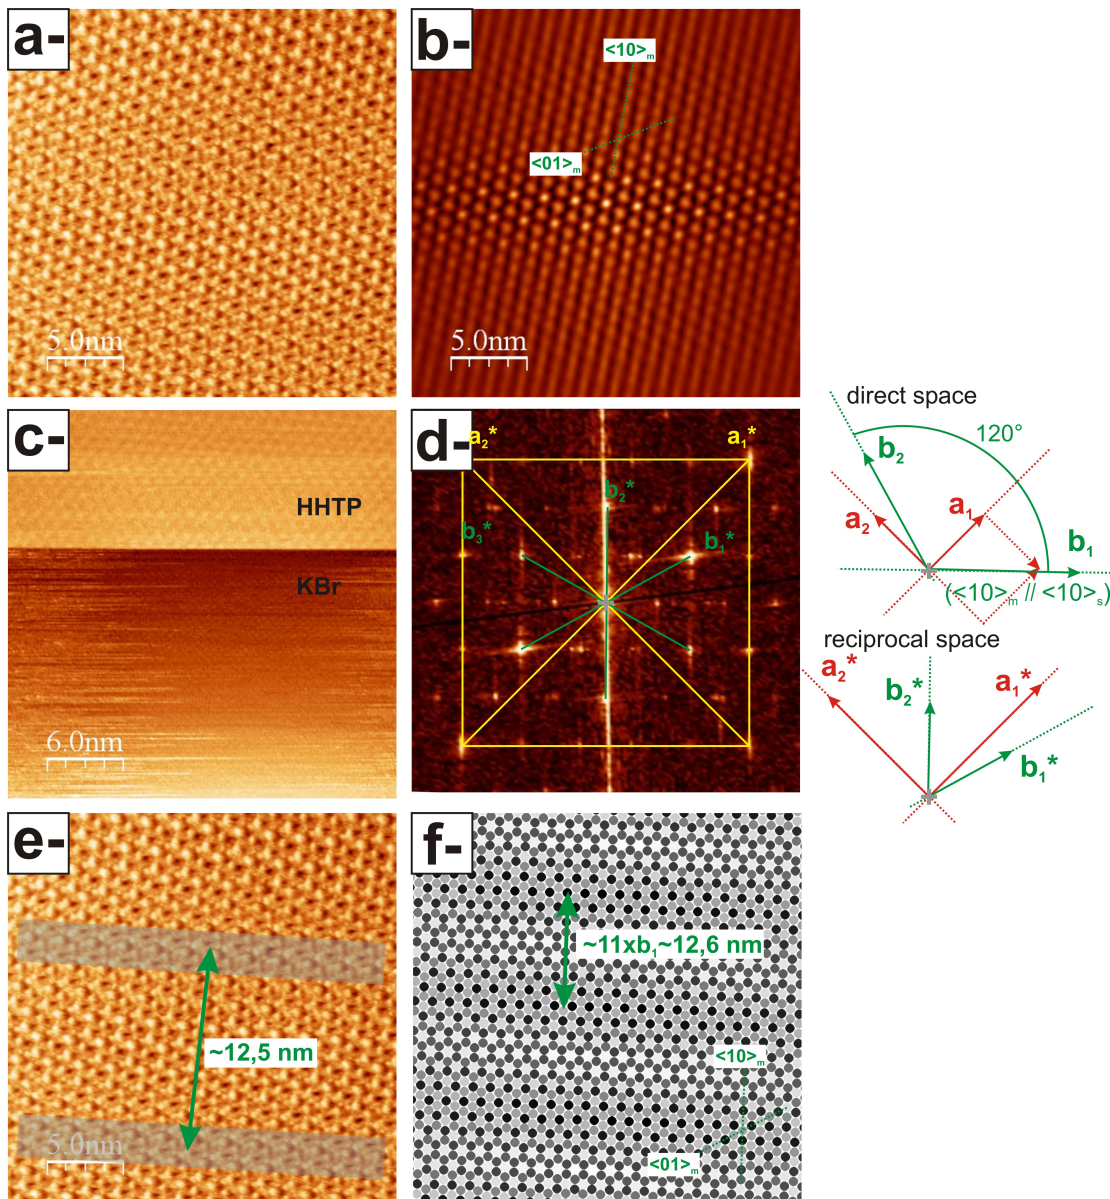 a-
5.0nm
b-
<10>m
<01>m
5.0nm
c-
HHTP
KBr
6.0nm
d-
a2*
a1*
b2*
b3*
b1*
direct space
120°
b2
a2
a1
b1
(<10>m // <10>s)
reciprocal space
a2*
b2*
a1*
b1*
e-
~12,5 nm
5.0nm
f-
~11xb1~12,6 nm
<10>m
<01>m